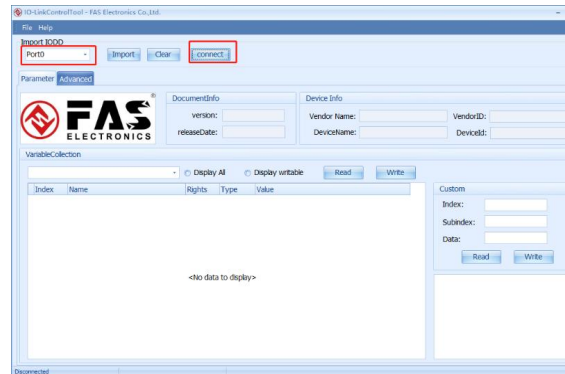 IO-LinkControlTool - FAS Electronics Co.,Ltd.
File Help
Import IODD
Port0 Import Clear connect
Parameter Advanced
FAS®
ELECTRONICS
DocumentInfo
version:
releaseDate:
Device Info
Vendor Name: VendorID:
DeviceName: DeviceId:
VariableCollection
Display All Display writable Read Write
Index Name Rights Type Value
<No data to display>
Custom
Index:
Subindex:
Data:
Read Write
Disconnected